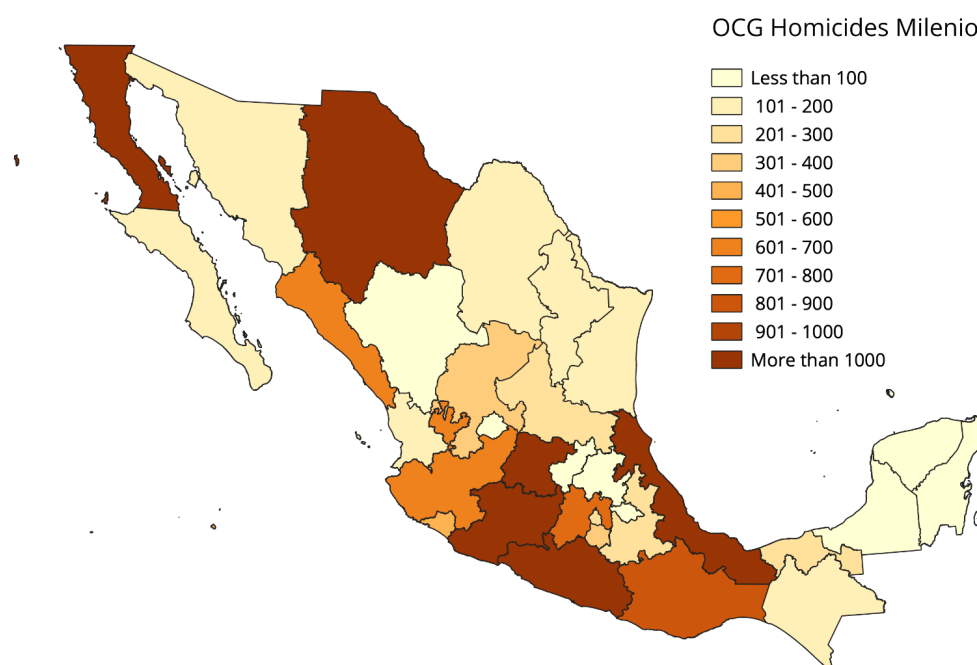 OCG Homicides Milenio
Less than 100
101 - 200
201 - 300
301 - 400
401 - 500
501 - 600
601 - 700
701 - 800
801 - 900
901 - 1000
More than 1000